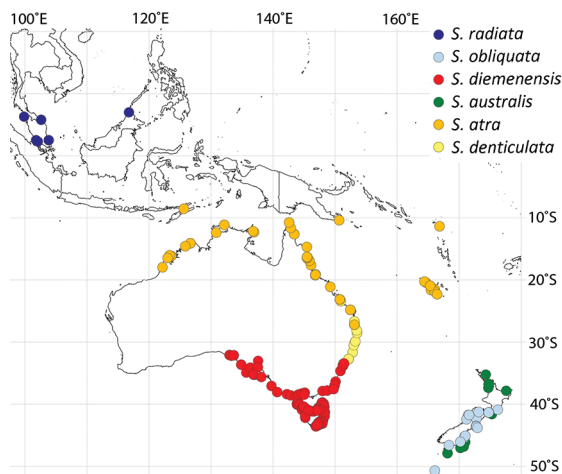 100°E 120°E 140°E 160°E
S. radiata
S. obliquata
S. diemenensis
S. australis
S. atra
S. denticulata
10°S
20°S
30°S
40°S
50°S